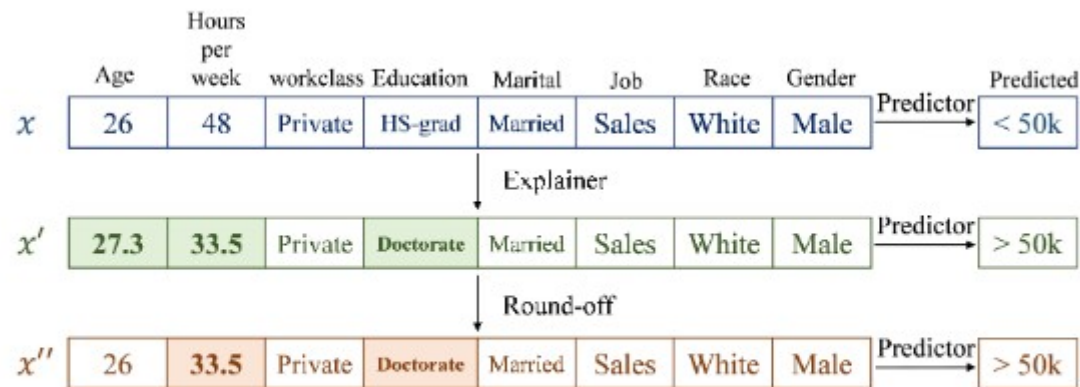 Age Hours per week workclass Education Marital Job Race Gender Predicted
x 26 48 Private HS-grad Married Sales White Male Predictor < 50k
Explainer
x′ 27.3 33.5 Private Doctorate Married Sales White Male Predictor > 50k
Round-off
x′′ 26 33.5 Private Doctorate Married Sales White Male Predictor > 50k